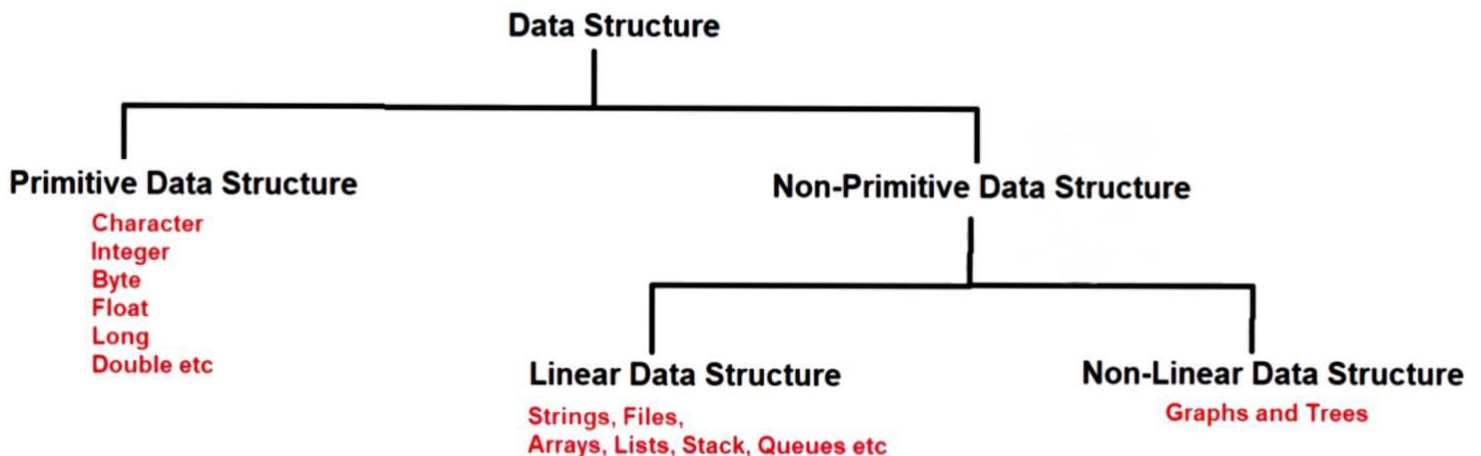 Data Structure
Primitive Data Structure
Character
Integer
Byte
Float
Long
Double etc
Non-Primitive Data Structure
Linear Data Structure
Strings, Files,
Arrays, Lists, Stack, Queues etc
Non-Linear Data Structure
Graphs and Trees